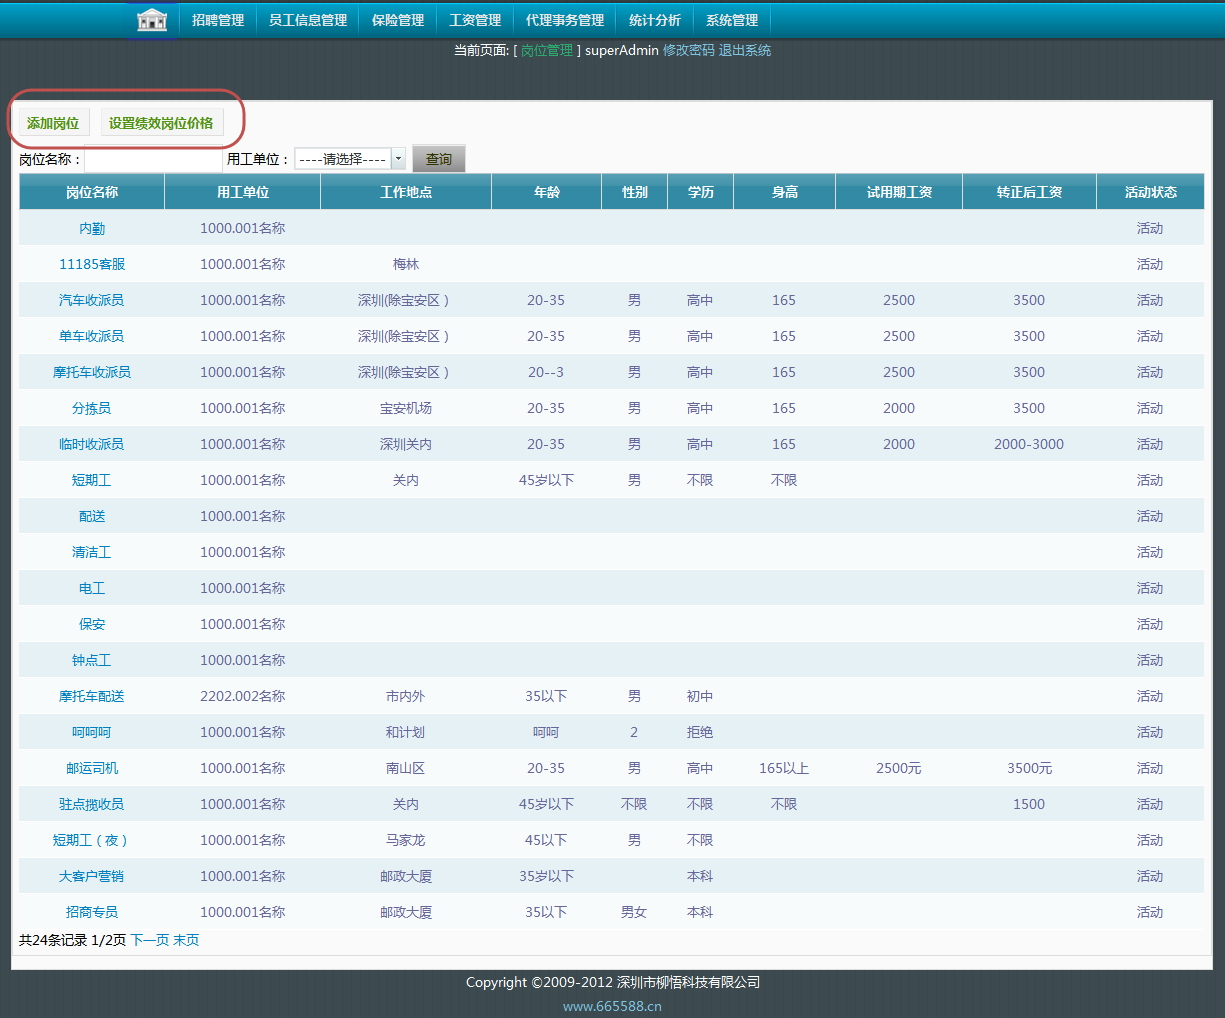 招聘管理 员工信息管理 保险管理 工资管理 代理事务管理 统计分析 系统管理
当前页面: [ 岗位管理 ] superAdmin 修改密码 退出系统
添加岗位 设置绩效岗位价格
岗位名称： 用工单位： ----请选择---- 查询
岗位名称 用工单位 工作地点 年龄 性别 学历 身高 试用期工资 转正后工资 活动状态
内勤 1000.001名称 活动
11185客服 1000.001名称 梅林 活动
汽车收派员 1000.001名称 深圳(除宝安区） 20-35 男 高中 165 2500 3500 活动
单车收派员 1000.001名称 深圳(除宝安区） 20-35 男 高中 165 2500 3500 活动
摩托车收派员 1000.001名称 深圳(除宝安区） 20--3 男 高中 165 2500 3500 活动
分拣员 1000.001名称 宝安机场 20-35 男 高中 165 2000 3500 活动
临时收派员 1000.001名称 深圳关内 20-35 男 高中 165 2000 2000-3000 活动
短期工 1000.001名称 关内 45岁以下 男 不限 不限 活动
配送 1000.001名称 活动
清洁工 1000.001名称 活动
电工 1000.001名称 活动
保安 1000.001名称 活动
钟点工 1000.001名称 活动
摩托车配送 2202.002名称 市内外 35以下 男 初中 活动
呵呵呵 1000.001名称 和计划 呵呵 2 拒绝 活动
邮运司机 1000.001名称 南山区 20-35 男 高中 165以上 2500元 3500元 活动
驻点揽收员 1000.001名称 关内 45岁以下 不限 不限 不限 1500 活动
短期工（夜） 1000.001名称 马家龙 45以下 男 不限 活动
大客户营销 1000.001名称 邮政大厦 35岁以下 本科 活动
招商专员 1000.001名称 邮政大厦 35以下 男女 本科 活动
共24条记录 1/2页 下一页 末页
Copyright ©2009-2012 深圳市柳悟科技有限公司
www.665588.cn